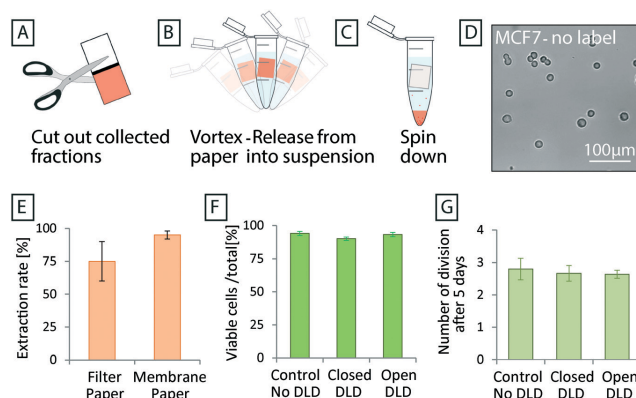 A
Cut out collected
fractions
B
Vortex - Release from
paper into suspension
C
Spin
down
D
MCF7 - no label
100μm
E
Extraction rate [%]
100
75
50
25
0
Filter
Paper
Membrane
Paper
F
Viable cells /total[%]
100
75
50
25
0
Control
No DLD
Closed
DLD
Open
DLD
G
Number of division
after 5 days
4
3
2
1
0
Control
No DLD
Closed
DLD
Open
DLD